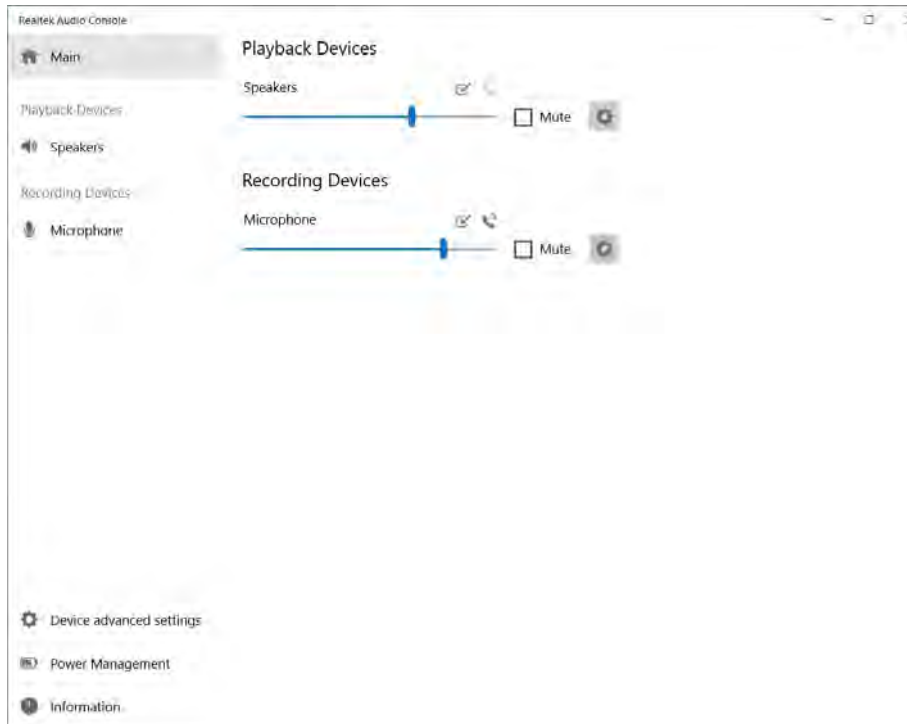 Realtek Audio Console
Main
Playback Devices
Speakers
Recording Devices
Microphone
Device advanced settings
Power Management
Information
Playback Devices
Speakers
Mute
Recording Devices
Microphone
Mute